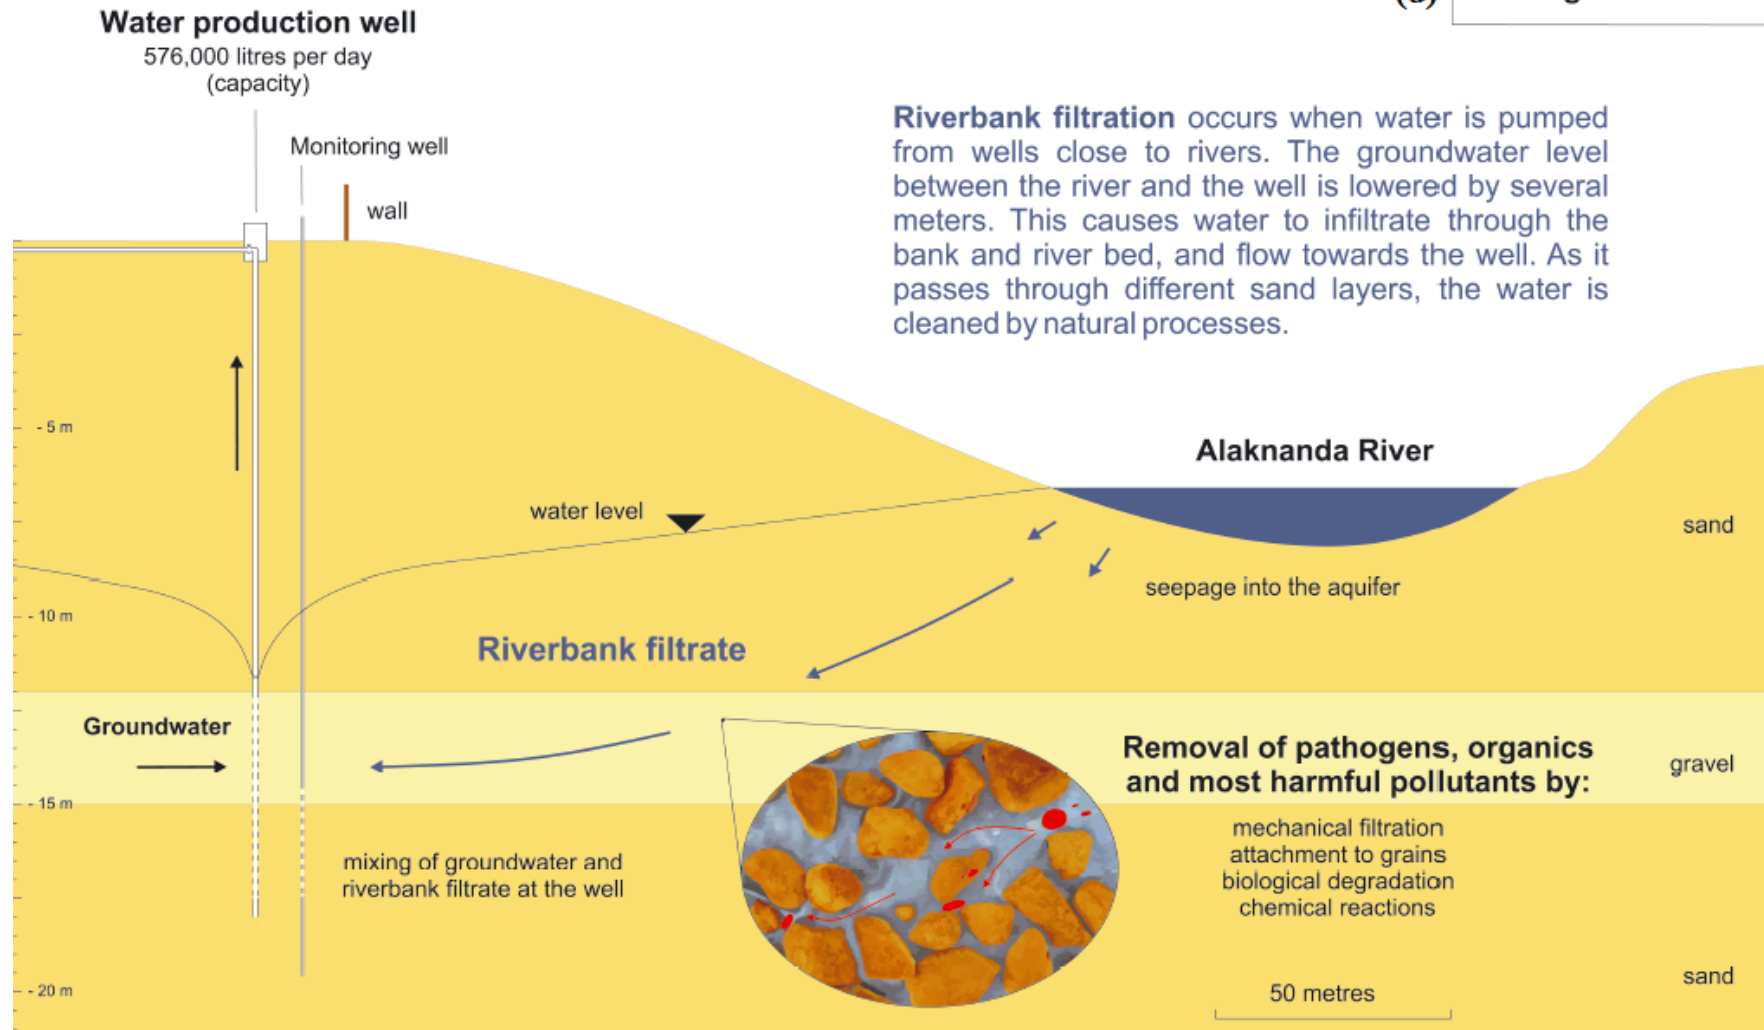 Water production well
576,000 litres per day
(capacity)
Monitoring well
wall
Riverbank filtration occurs when water is pumped
from wells close to rivers. The groundwater level
between the river and the well is lowered by several
meters. This causes water to infiltrate through the
bank and river bed, and flow towards the well. As it
passes through different sand layers, the water is
cleaned by natural processes.
- 5 m
Alaknanda River
water level
sand
seepage into the aquifer
- 10 m
Riverbank filtrate
Groundwater
Removal of pathogens, organics
and most harmful pollutants by:
gravel
- 15 m
mechanical filtration
attachment to grains
biological degradation
chemical reactions
mixing of groundwater and
riverbank filtrate at the well
- 20 m
50 metres
sand